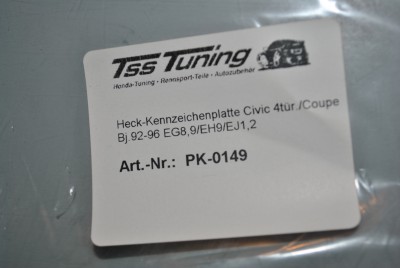 Tss Tuning
Honda-Tuning - Rennsport-Teile - Autozubehör
Heck-Kennzeichenplatte Civic 4tür./Coupe
Bj.92-96 EG8,9/EH9/EJ1,2
Art.-Nr.: PK-0149